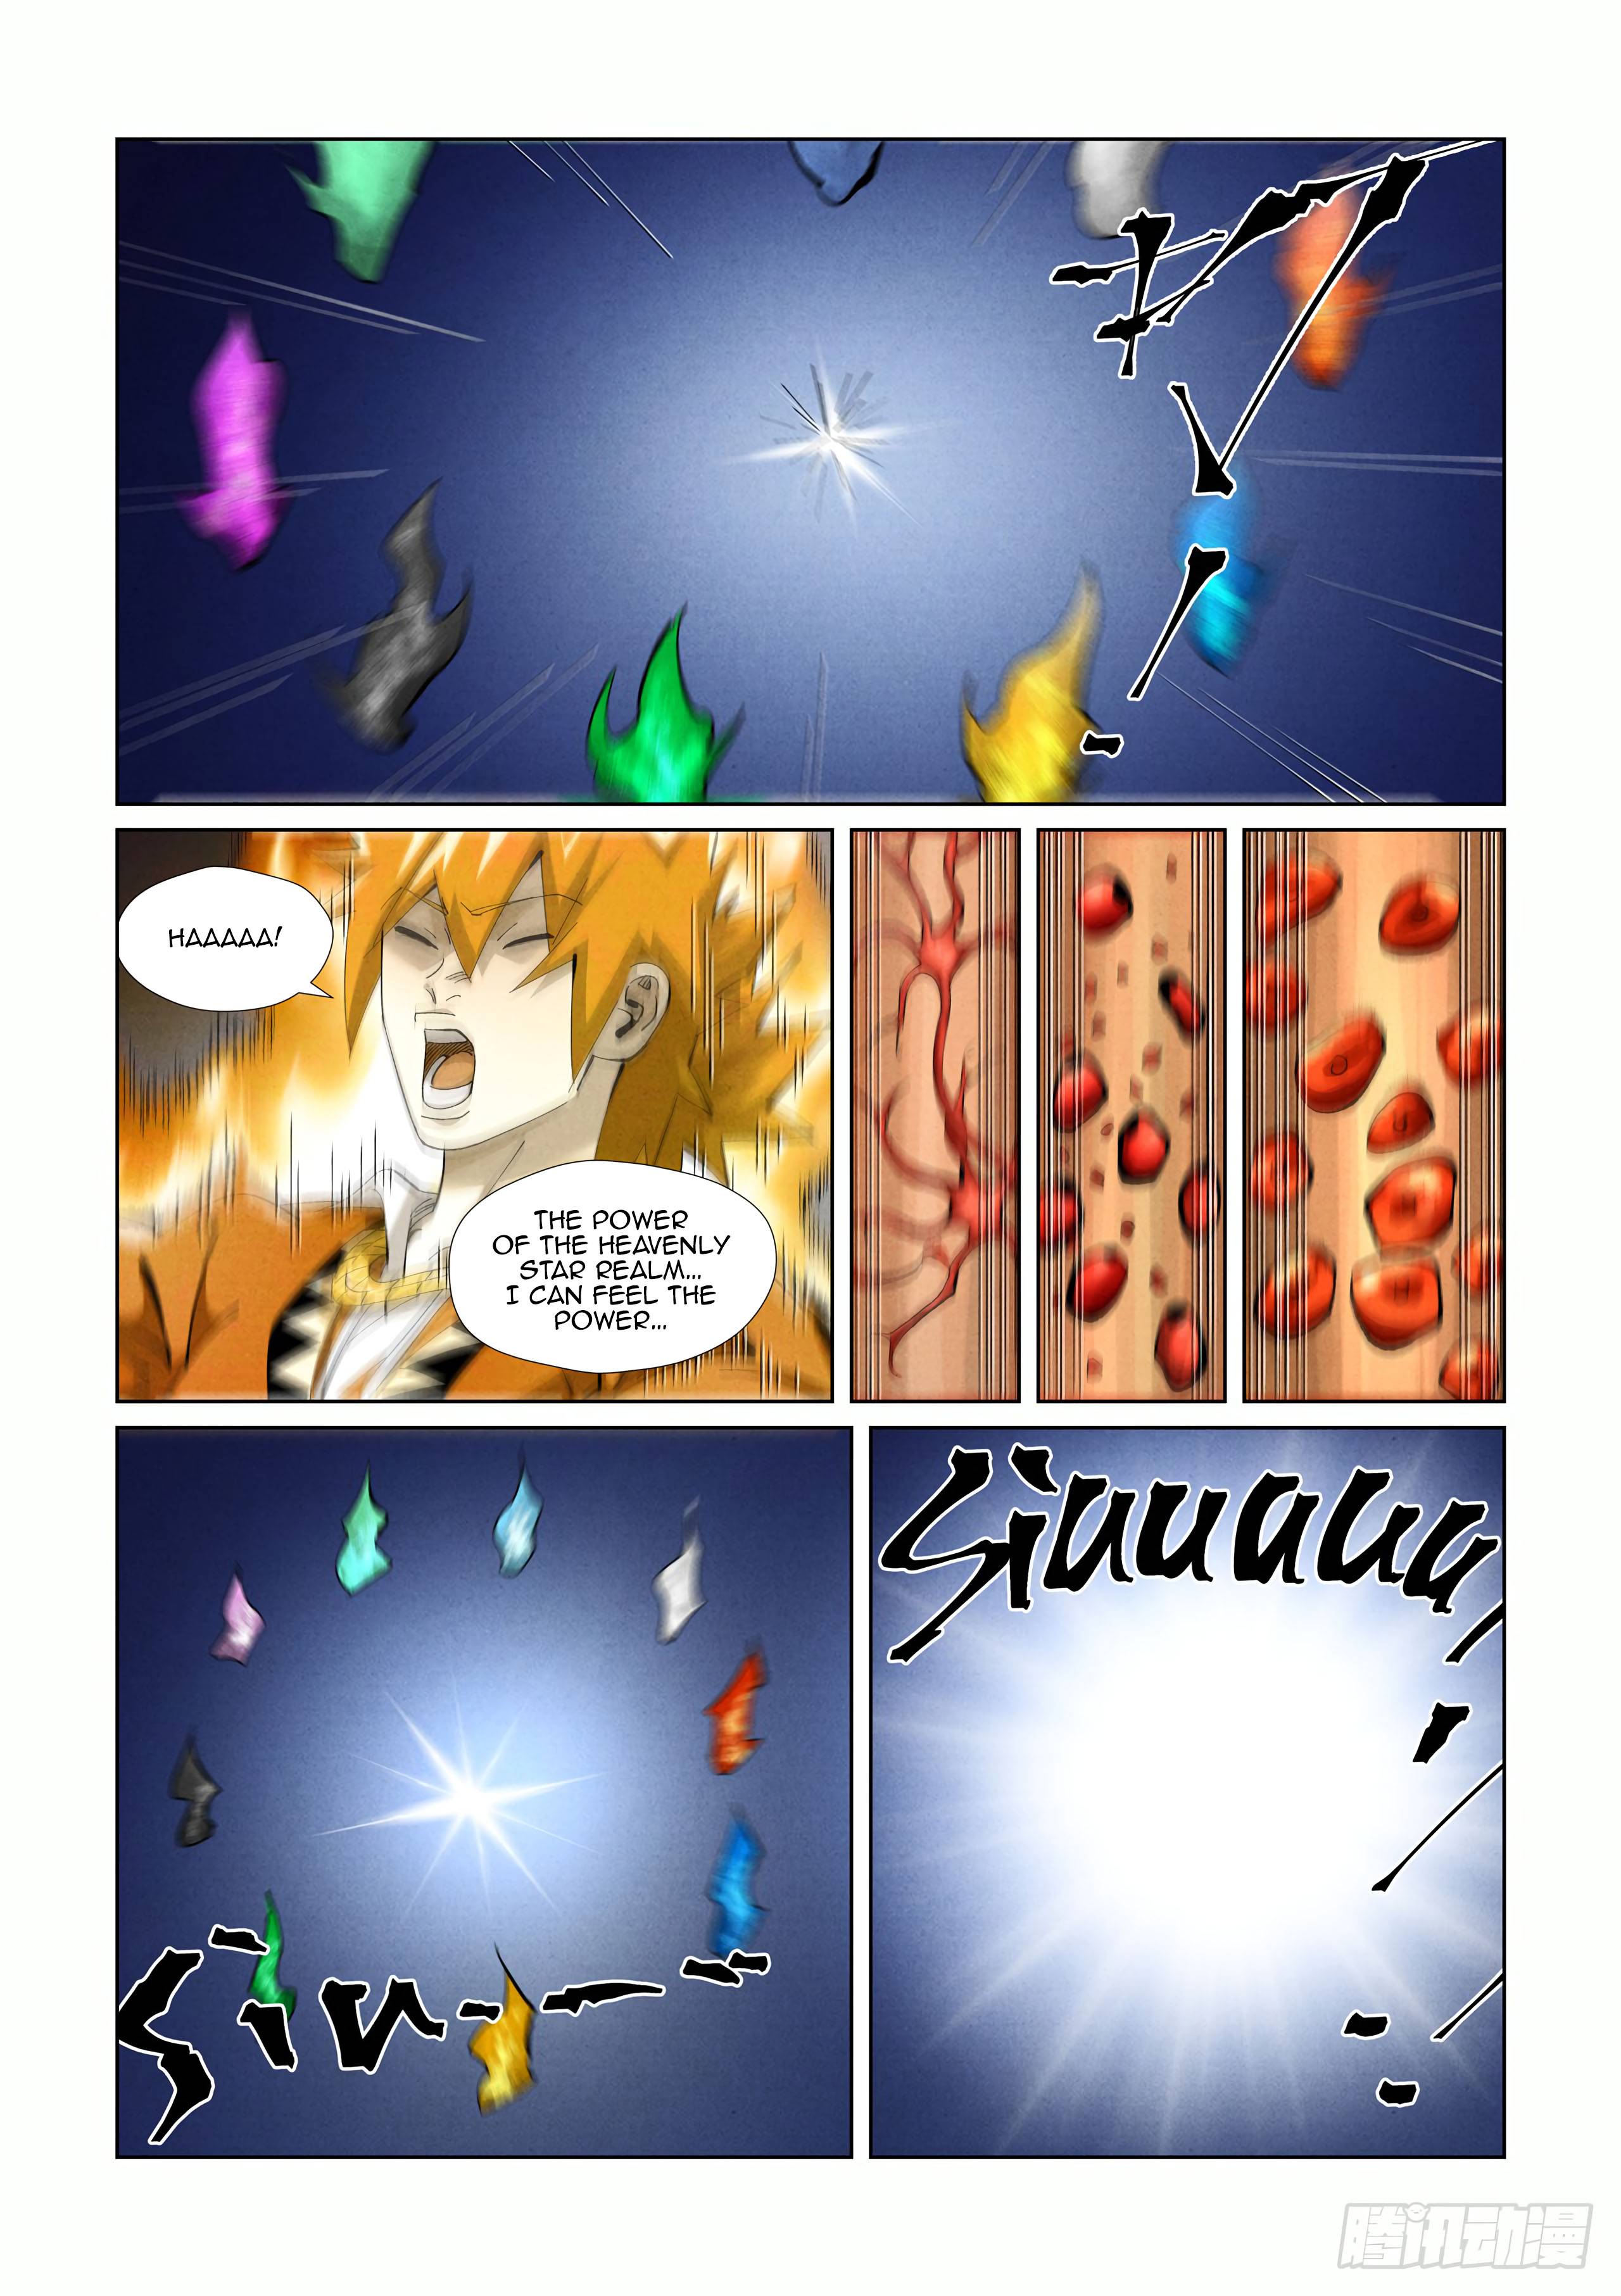 HAAAAA!
THE POWER
OF THE HEAVENLY
STAR REALM...
I CAN FEEL THE
POWER...
Siuuuuu
Siu---
腾讯动漫